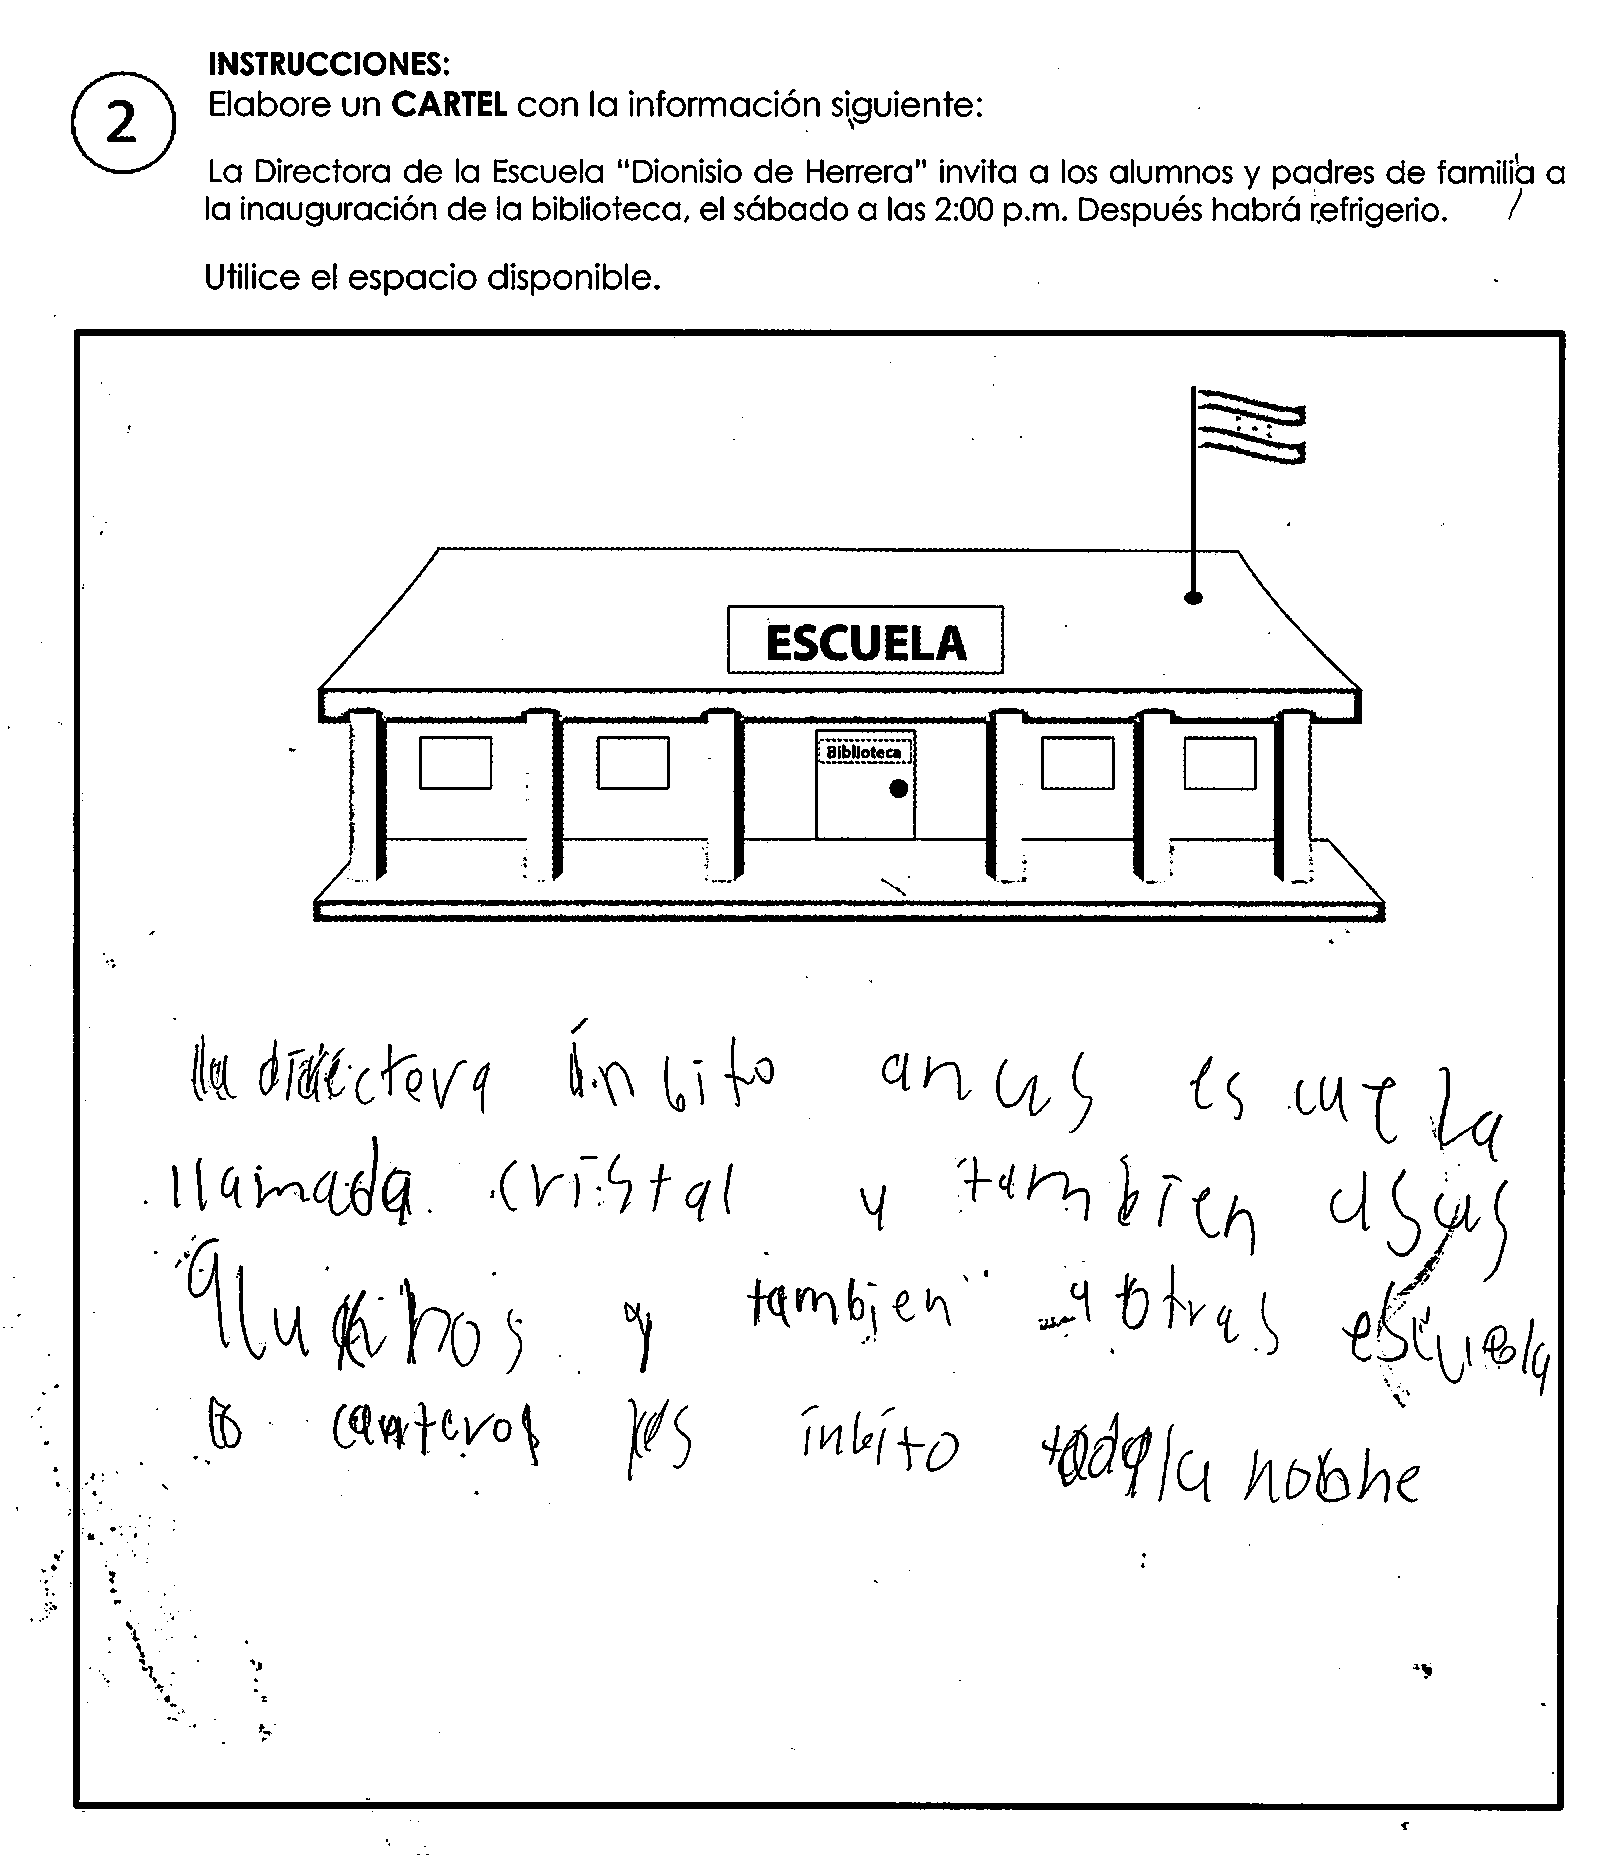 INSTRUCCIONES:
2
Elabore un CARTEL con la información siguiente:
La Directora de la Escuela "Dionisio de Herrera" invita a los alumnos y padres de familia a
la inauguración de la biblioteca, el sábado a las 2:00 p.m. Después habrá refrigerio.
Utilice el espacio disponible.
ESCUELA
Biblioteca
la directora inbito anus escuela
llamada cristal y tambien asus
y tambien a otras escuela
inbito toda la nobhe